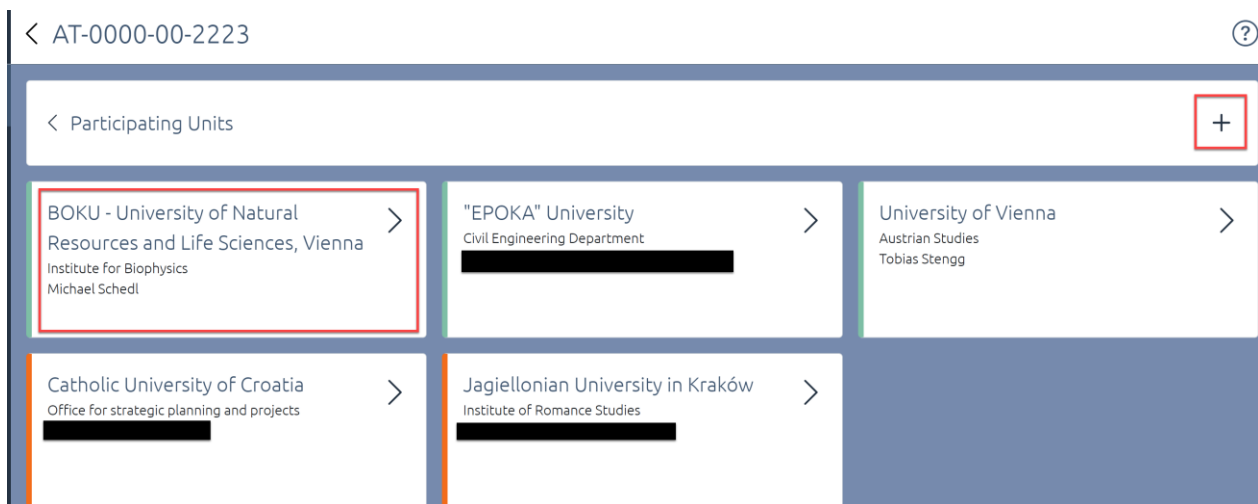 AT-0000-00-2223
Participating Units
BOKU - University of Natural
Resources and Life Sciences, Vienna
Institute for Biophysics
Michael Schedl
"EPOKA" University
Civil Engineering Department
University of Vienna
Austrian Studies
Tobias Stengg
Catholic University of Croatia
Office for strategic planning and projects
Jagiellonian University in Kraków
Institute of Romance Studies